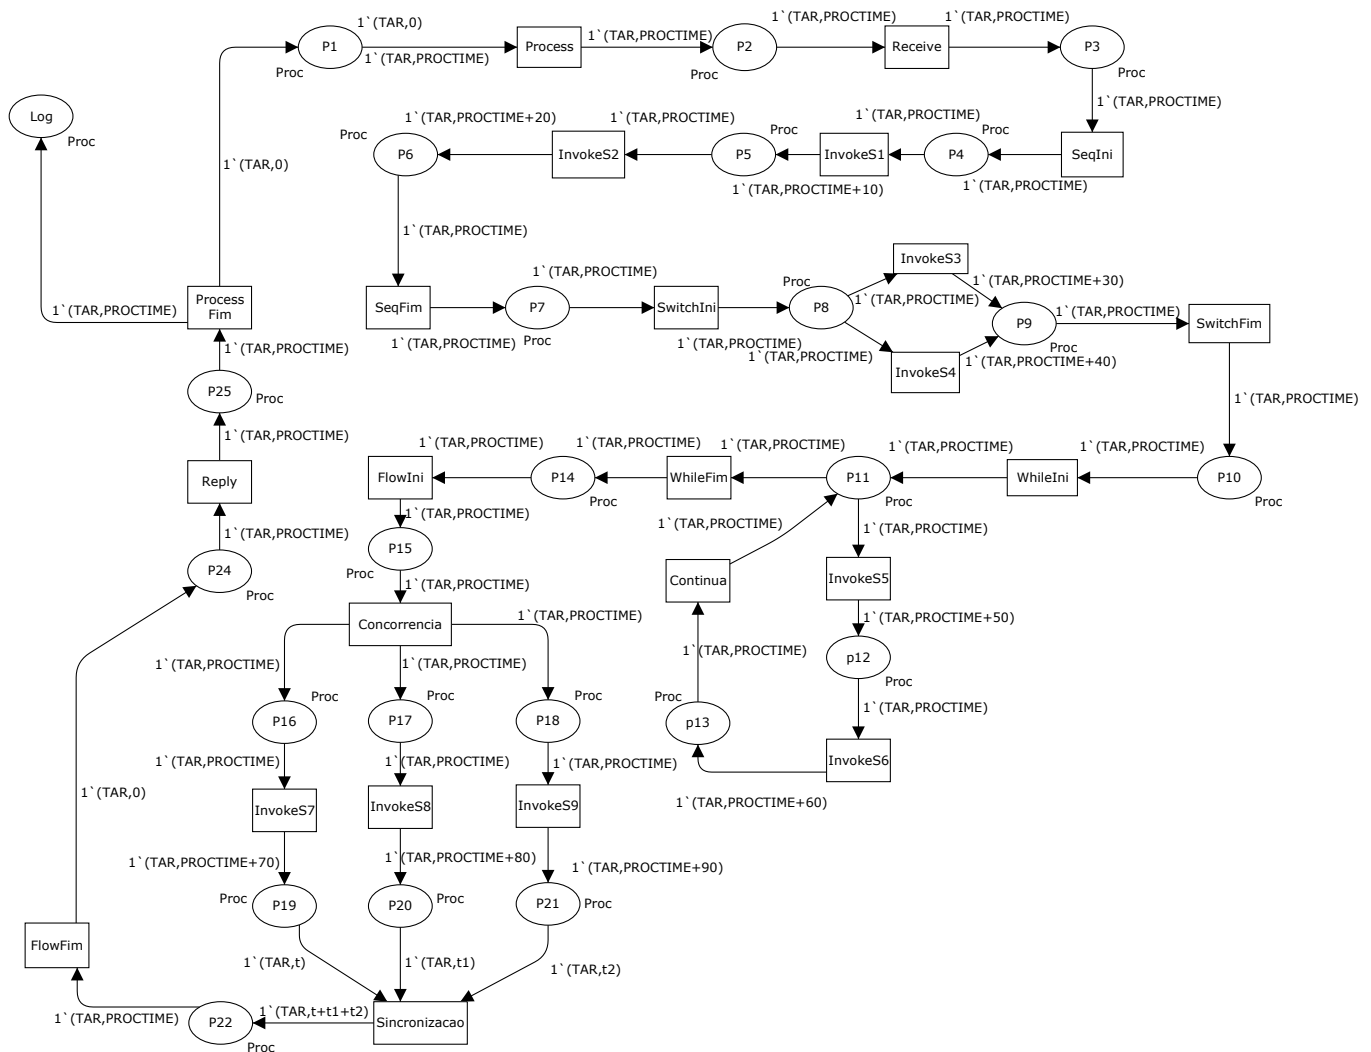 1`(TAR,0)
1`(TAR,PROCTIME)
1`(TAR,PROCTIME)
P1
1`(TAR,PROCTIME)
Process
1`(TAR,PROCTIME)
P2
Receive
P3
Proc
Proc
Proc
Log
Proc
1`(TAR,PROCTIME)
1`(TAR,PROCTIME+20)
1`(TAR,PROCTIME)
1`(TAR,PROCTIME)
Proc
Proc
Proc
P6
InvokeS2
P5
InvokeS1
P4
SeqIni
1`(TAR,PROCTIME+10)
1`(TAR,PROCTIME)
1`(TAR,0)
1`(TAR,PROCTIME)
InvokeS3
1`(TAR,PROCTIME)
Proc
1`(TAR,PROCTIME+30)
Process
Fim
1`(TAR,PROCTIME)
1`(TAR,PROCTIME)
SeqFim
P7
SwitchIni
P8
P9
1`(TAR,PROCTIME)
SwitchFim
1`(TAR,PROCTIME)
Proc
1`(TAR,PROCTIME)
1`(TAR,PROCTIME)
Proc
1`(TAR,PROCTIME)
1`(TAR,PROCTIME+40)
InvokeS4
P25
Proc
1`(TAR,PROCTIME)
1`(TAR,PROCTIME)
1`(TAR,PROCTIME)
1`(TAR,PROCTIME)
1`(TAR,PROCTIME)
1`(TAR,PROCTIME)
1`(TAR,PROCTIME)
Reply
FlowIni
P14
WhileFim
P11
WhileIni
P10
Proc
Proc
Proc
1`(TAR,PROCTIME)
1`(TAR,PROCTIME)
1`(TAR,PROCTIME)
1`(TAR,PROCTIME)
P15
Proc
P24
Proc
1`(TAR,PROCTIME)
Continua
InvokeS5
1`(TAR,PROCTIME)
1`(TAR,PROCTIME+50)
Concorrencia
1`(TAR,PROCTIME)
1`(TAR,PROCTIME)
1`(TAR,PROCTIME)
p12
Proc
Proc
Proc
Proc
Proc
1`(TAR,PROCTIME)
P16
P17
P18
p13
1`(TAR,PROCTIME)
1`(TAR,PROCTIME)
1`(TAR,PROCTIME)
InvokeS6
1`(TAR,0)
1`(TAR,PROCTIME+60)
InvokeS7
InvokeS8
InvokeS9
1`(TAR,PROCTIME+70)
1`(TAR,PROCTIME+80)
1`(TAR,PROCTIME+90)
Proc
P19
P20
Proc
P21
Proc
FlowFim
1`(TAR,t)
1`(TAR,t1)
1`(TAR,t2)
1`(TAR,PROCTIME)
P22
1`(TAR,t+t1+t2)
Sincronizacao
Proc